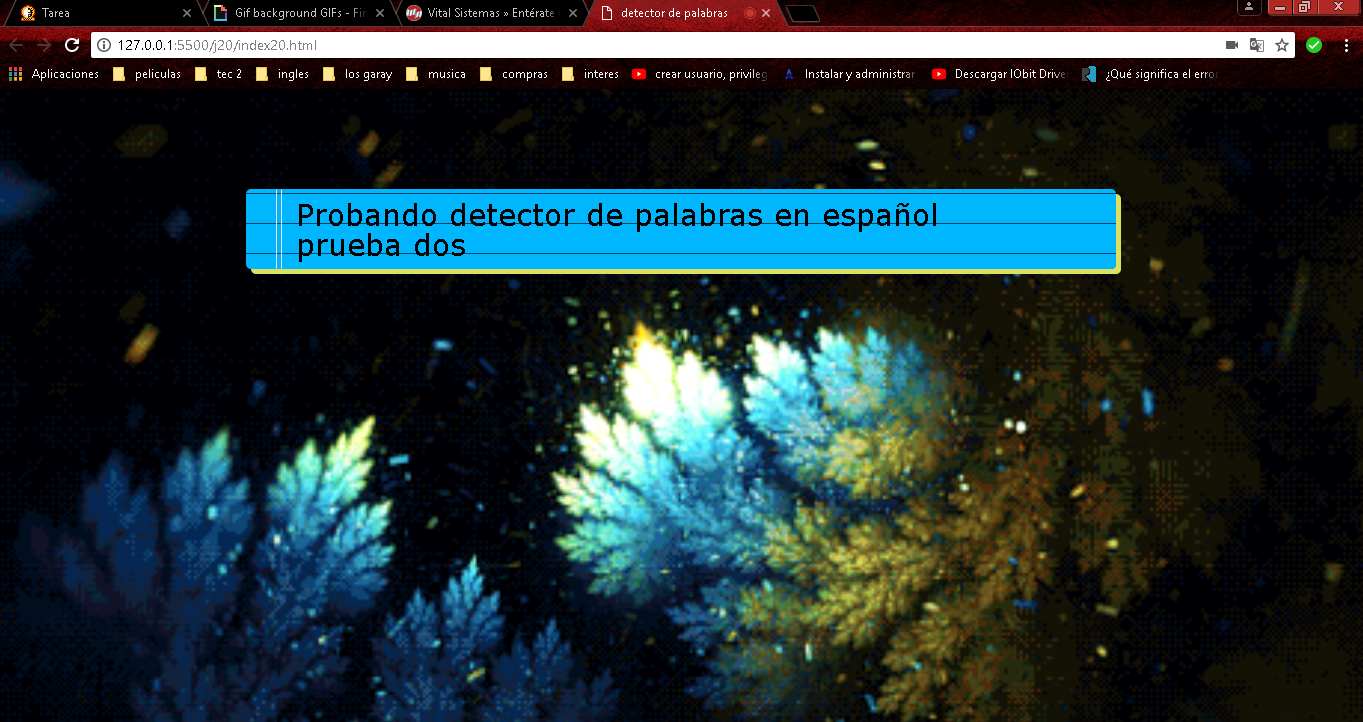 Tarea
Gif background GIFs - Fin
Vital Sistemas » Entérate
detector de palabras
127.0.0.1:5500/j20/index20.html
Aplicaciones
peliculas
tec 2
ingles
los garay
musica
compras
interes
crear usuario, privileg
Instalar y administrar
Descargar IObit Drive
¿Qué significa el error
Probando detector de palabras en español
prueba dos